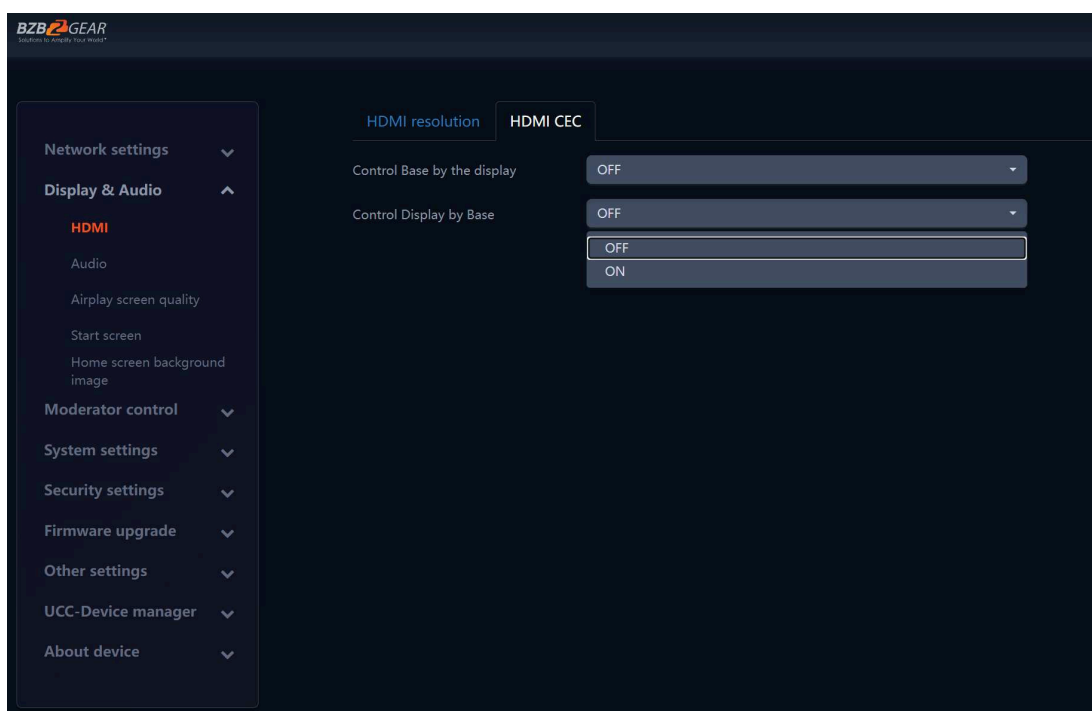 BZB GEAR
Solutions to Amplify Your World®
HDMI resolution
HDMI CEC
Network settings
Control Base by the display
OFF
Display & Audio
Control Display by Base
OFF
HDMI
OFF
Audio
ON
Airplay screen quality
Start screen
Home screen background
image
Moderator control
System settings
Security settings
Firmware upgrade
Other settings
UCC-Device manager
About device